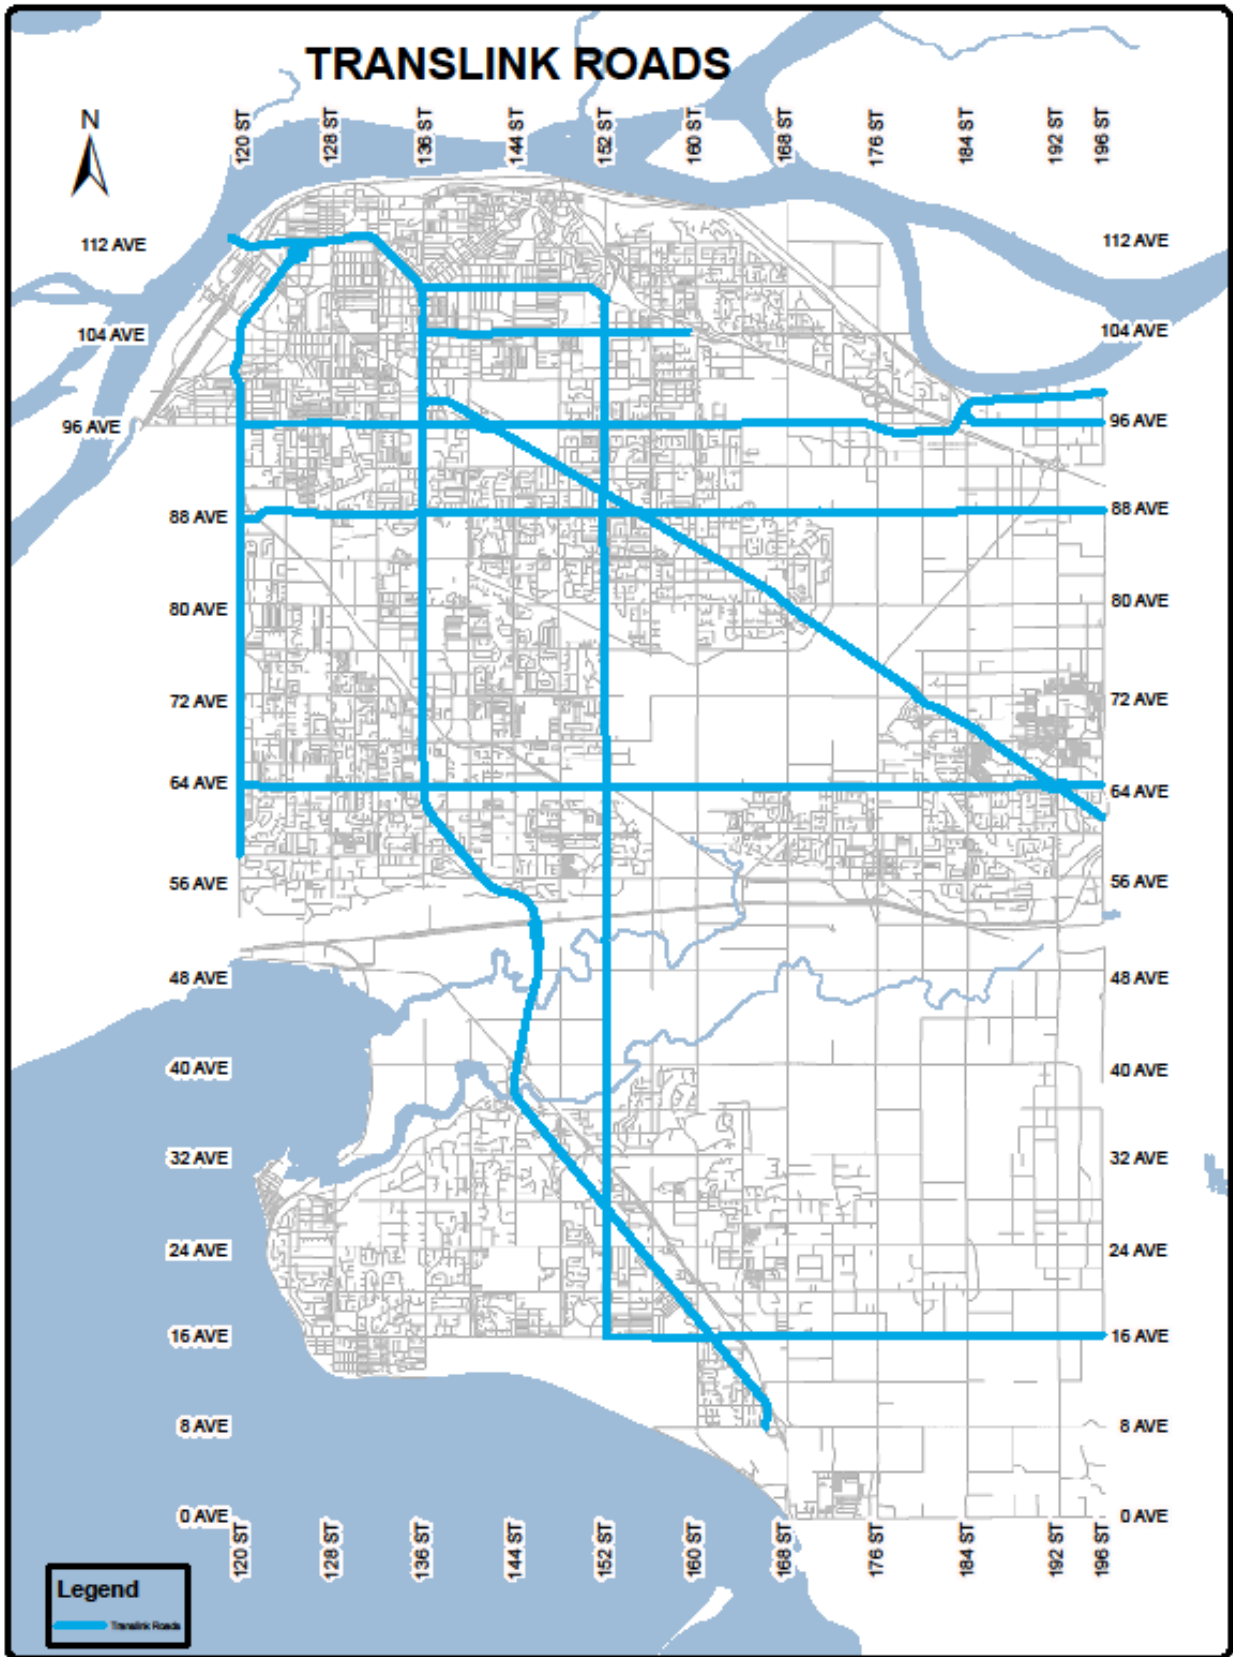 TRANSLINK ROADS
N
120 ST
128 ST
136 ST
144 ST
152 ST
160 ST
168 ST
176 ST
184 ST
192 ST
196 ST
112 AVE
112 AVE
104 AVE
104 AVE
96 AVE
96 AVE
88 AVE
88 AVE
80 AVE
80 AVE
72 AVE
72 AVE
64 AVE
64 AVE
56 AVE
56 AVE
48 AVE
48 AVE
40 AVE
40 AVE
32 AVE
32 AVE
24 AVE
24 AVE
16 AVE
16 AVE
8 AVE
8 AVE
0 AVE
0 AVE
120 ST
128 ST
136 ST
144 ST
152 ST
160 ST
168 ST
176 ST
184 ST
192 ST
196 ST
Legend
Translink Roads